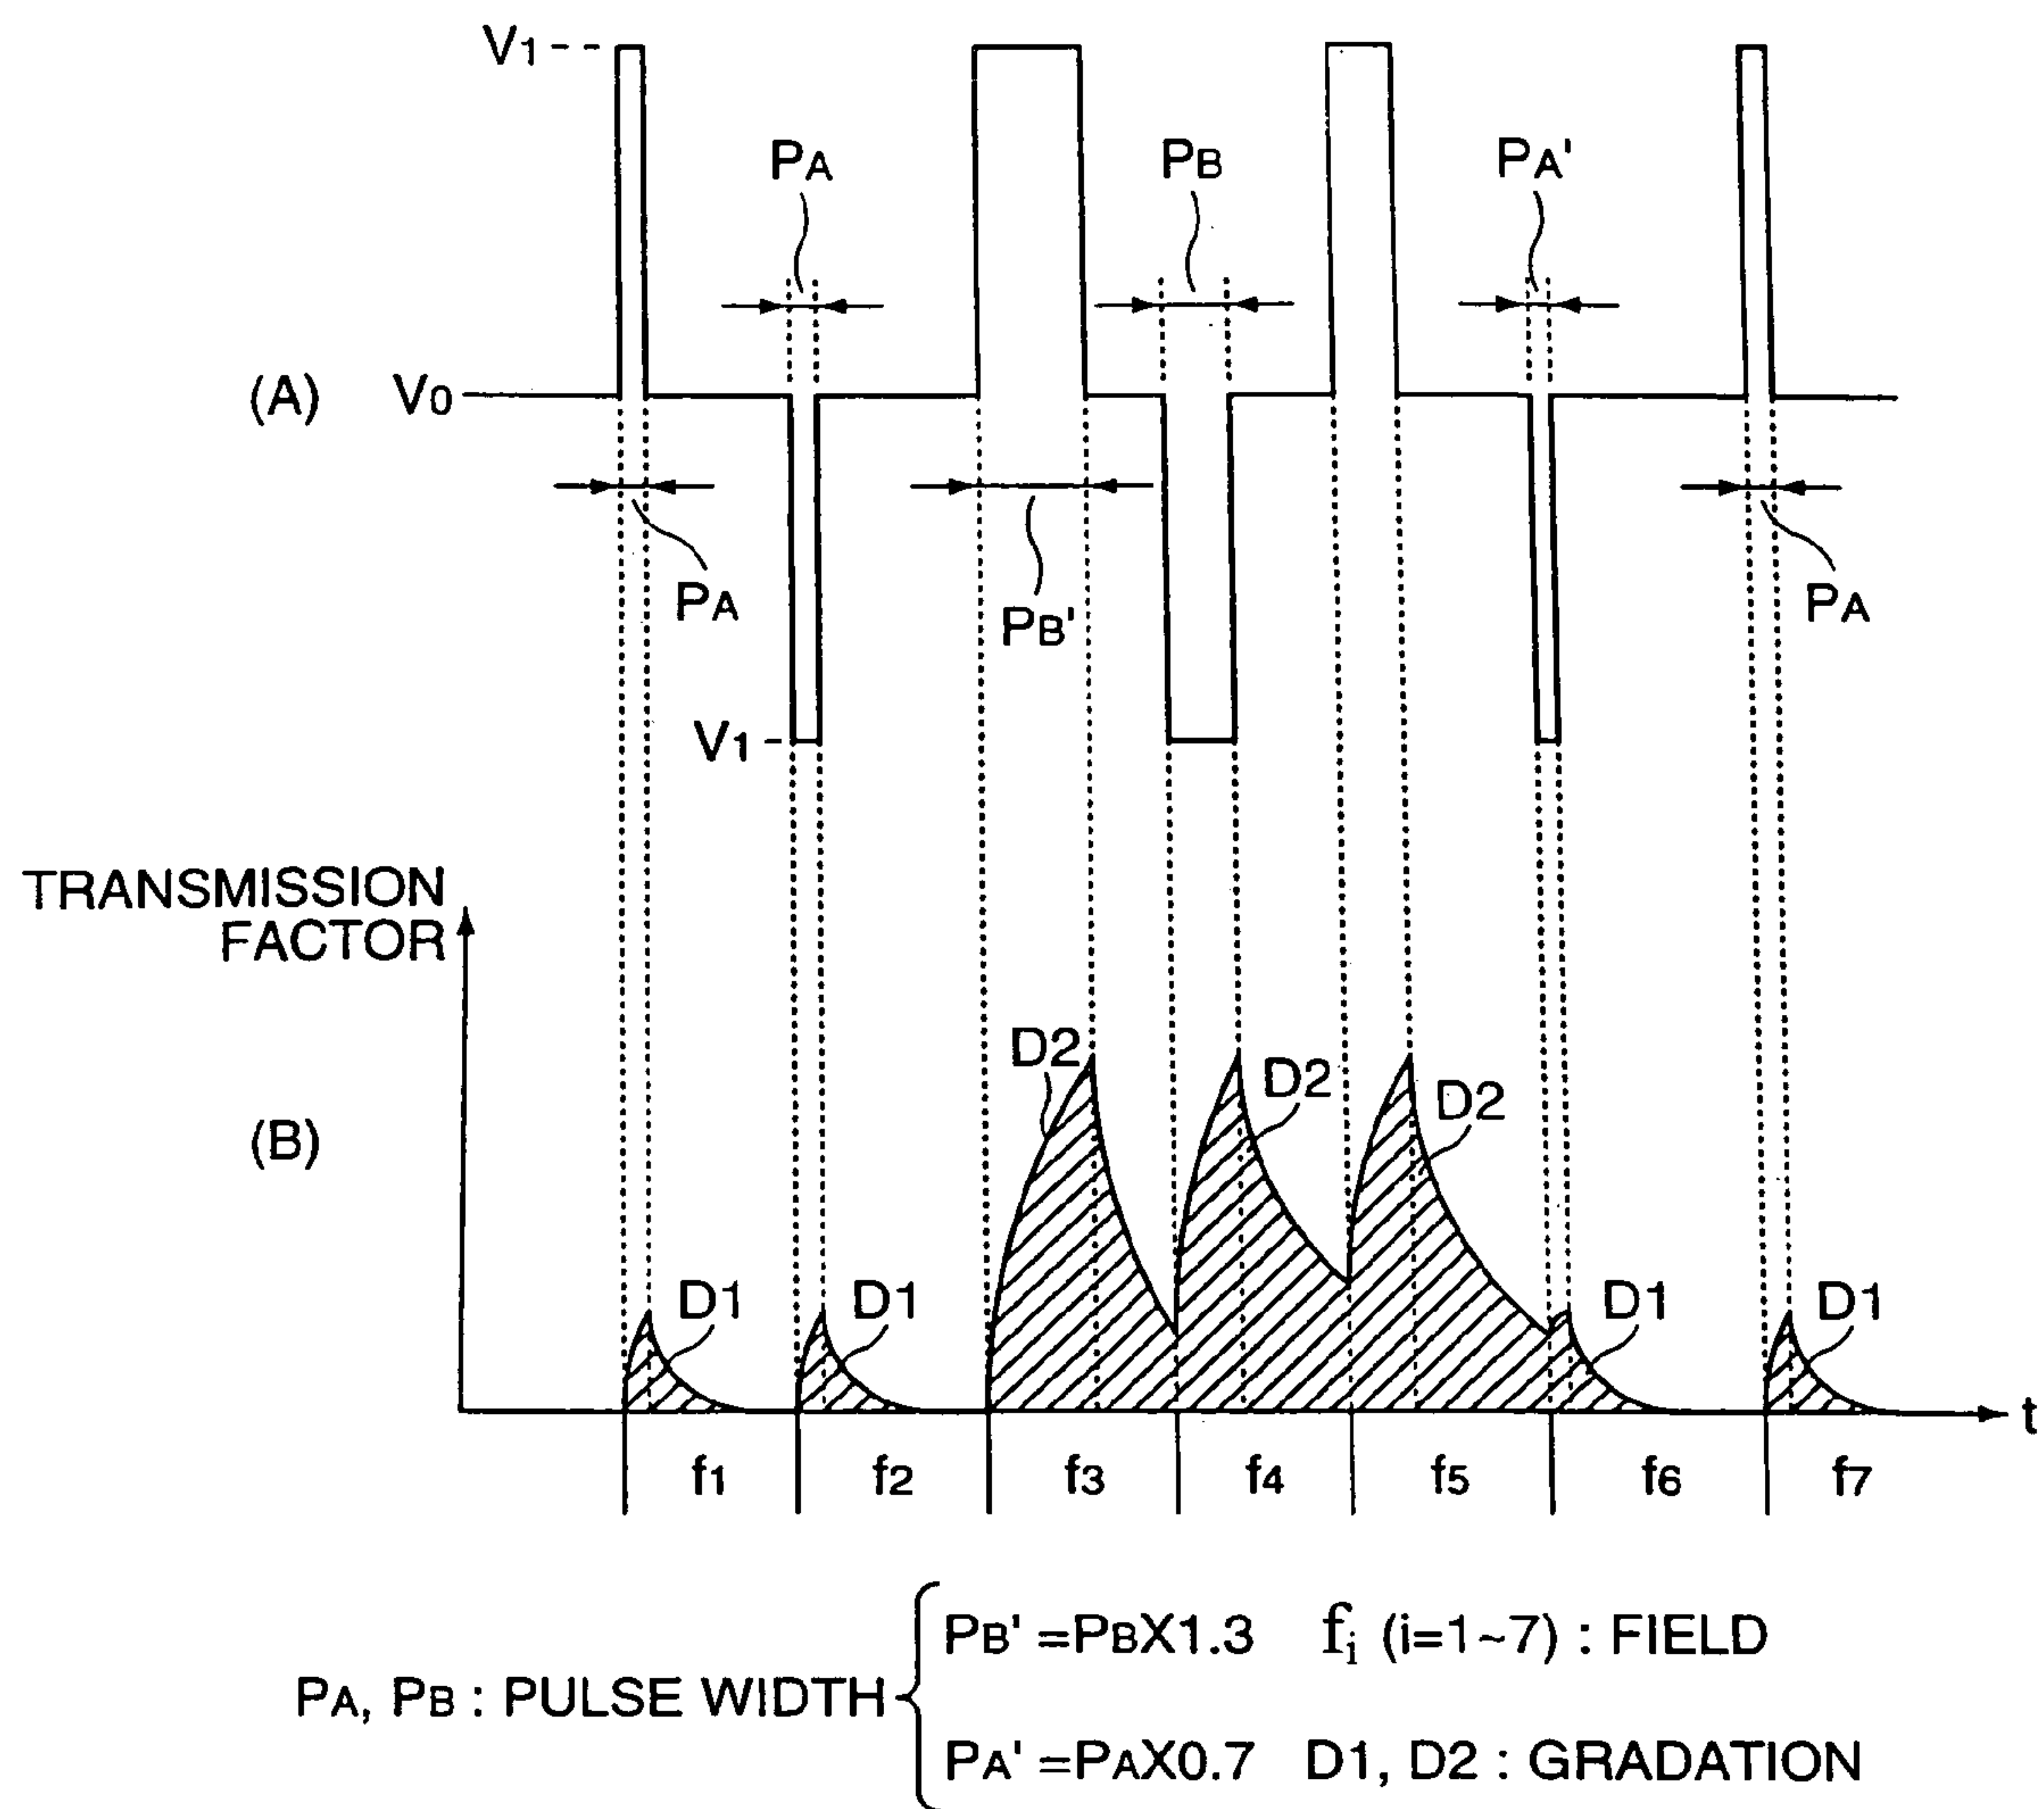 V1
PA
PB
PA'
(A)
V0
PA
PB'
PA
V1
TRANSMISSION
FACTOR
(B)
D2
D2
D2
D1
D1
D1
D1
t
f1
f2
f3
f4
f5
f6
f7
PB' =PBX1.3 fi (i=1~7) : FIELD
PA, PB : PULSE WIDTH
PA' =PAX0.7 D1, D2 : GRADATION